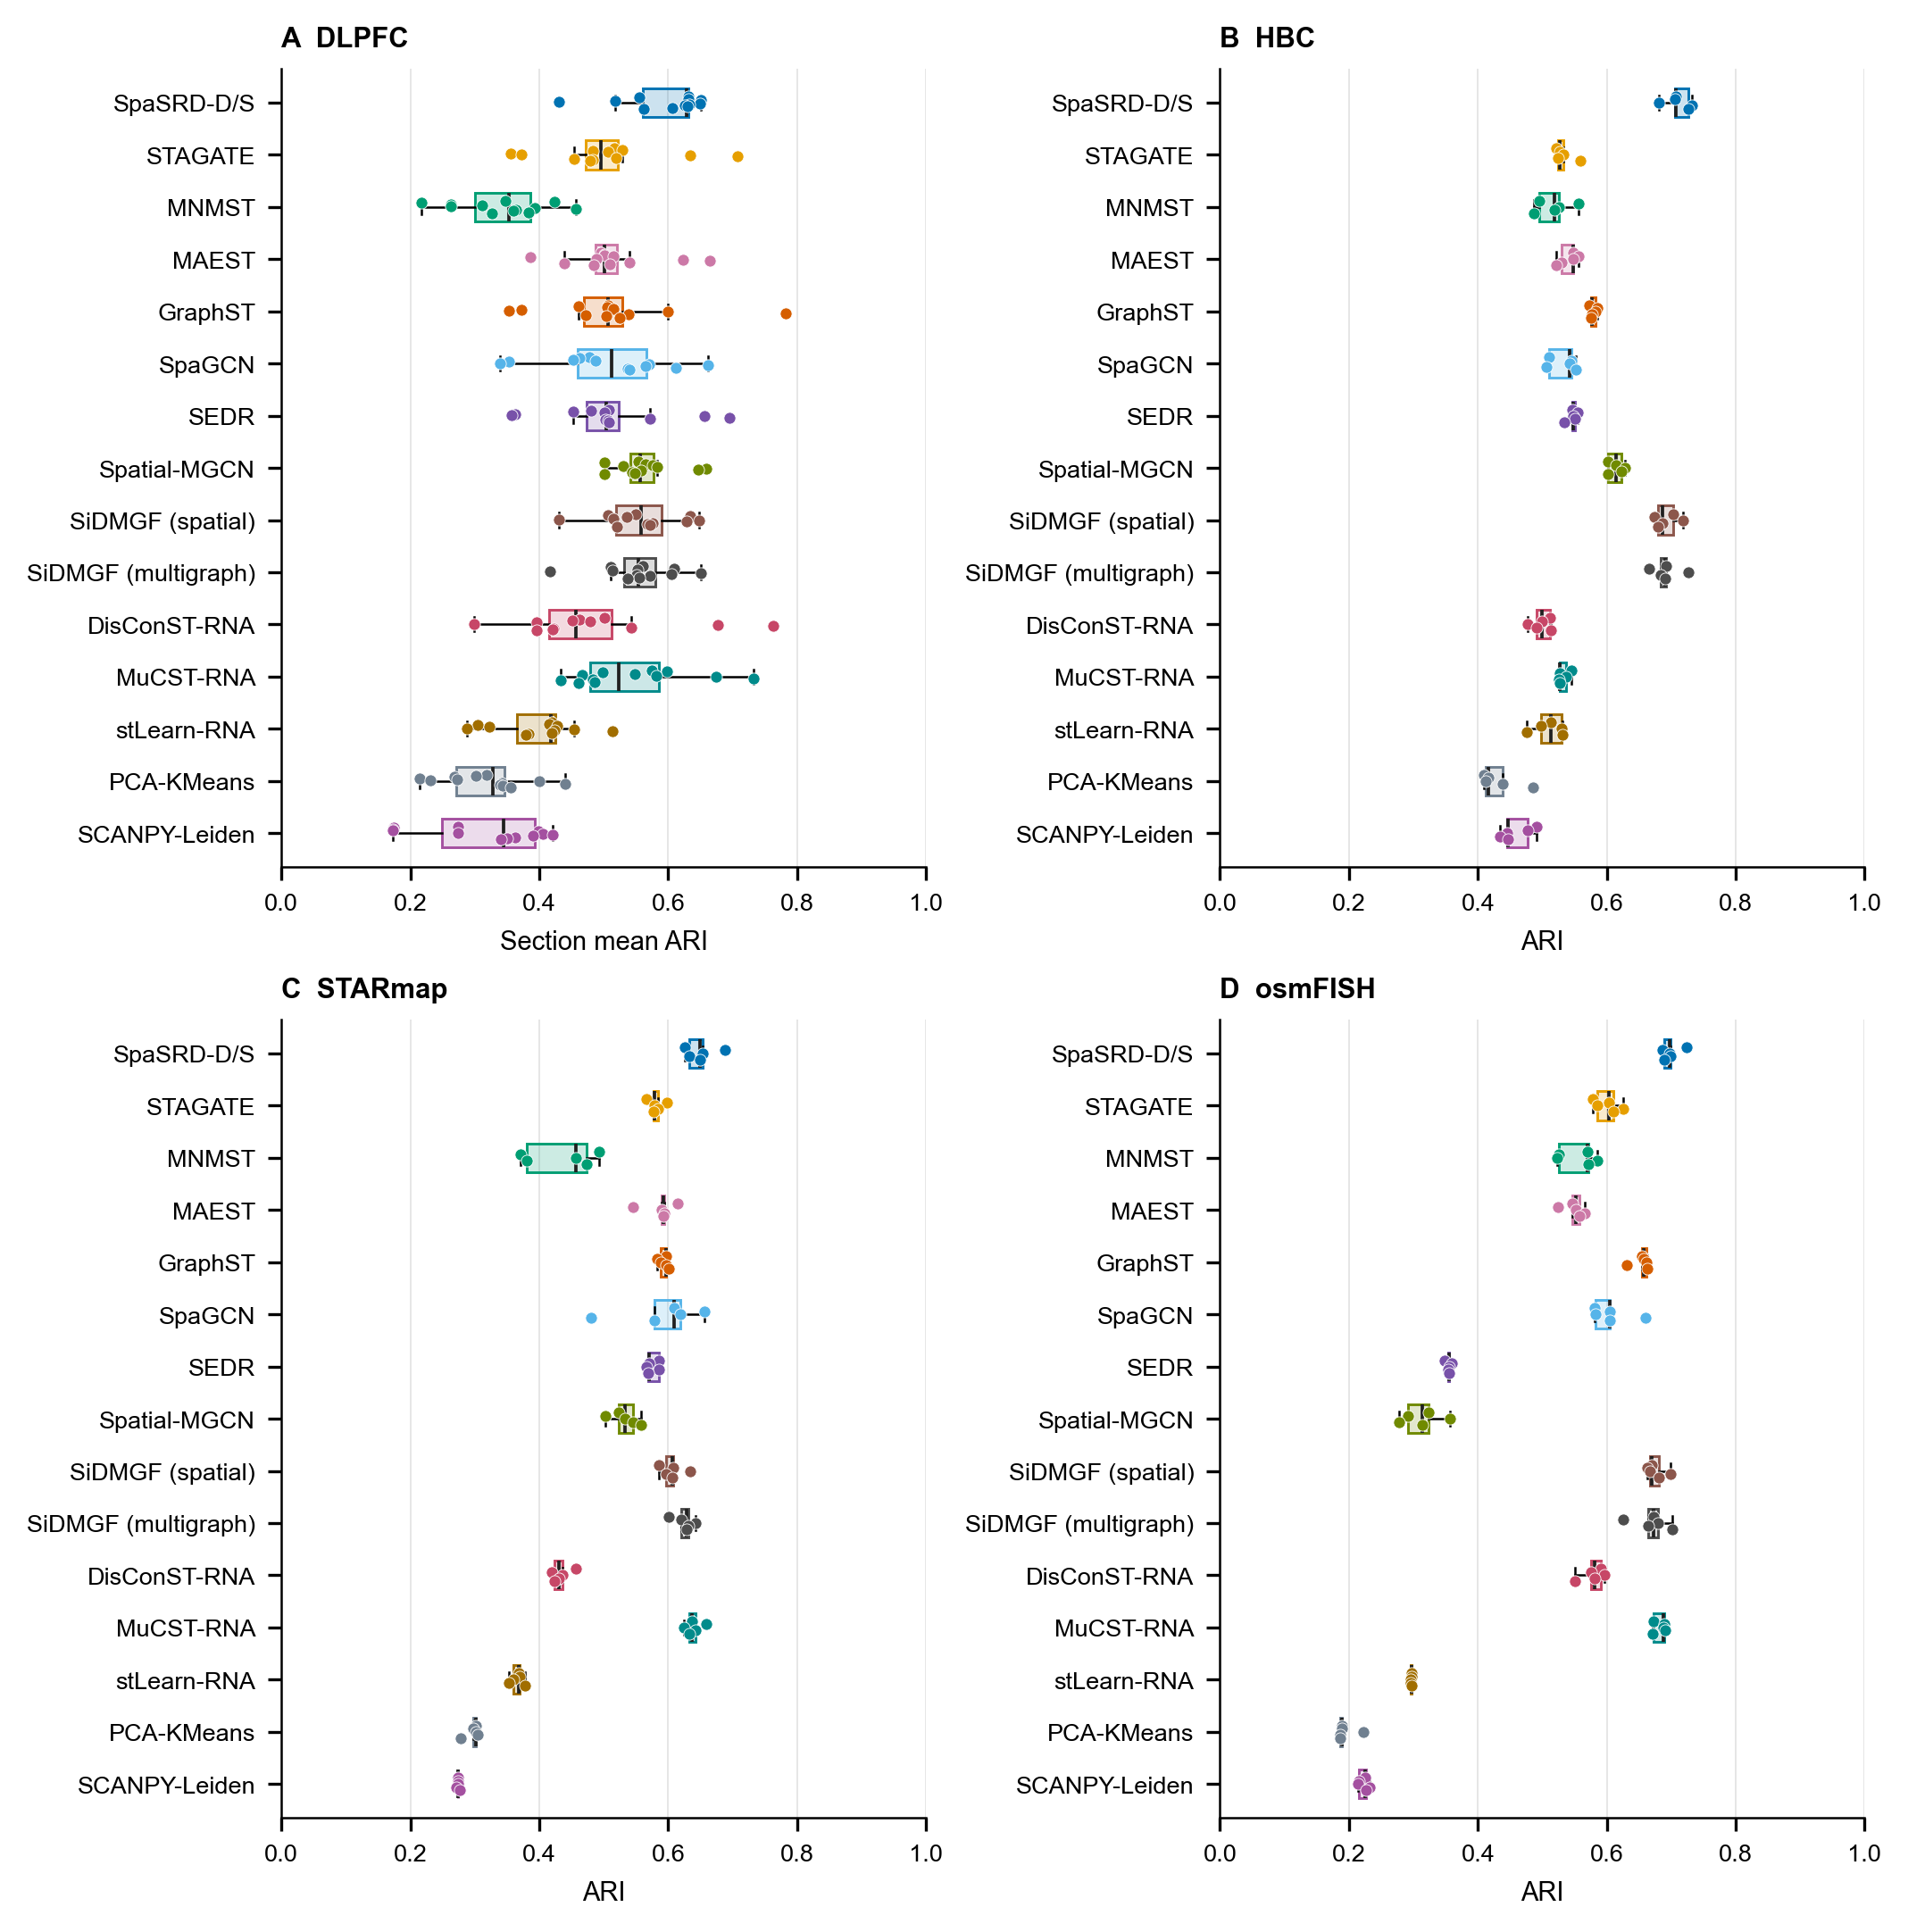 A DLPFC
SpaSRD-D/S
STAGATE
MNMST
MAEST
GraphST
SpaGCN
SEDR
Spatial-MGCN
SiDMGF (spatial)
SiDMGF (multigraph)
DisConST-RNA
MuCST-RNA
stLearn-RNA
PCA-KMeans
SCANPY-Leiden
0.0 0.2 0.4 0.6 0.8 1.0
Section mean ARI
B HBC
SpaSRD-D/S
STAGATE
MNMST
MAEST
GraphST
SpaGCN
SEDR
Spatial-MGCN
SiDMGF (spatial)
SiDMGF (multigraph)
DisConST-RNA
MuCST-RNA
stLearn-RNA
PCA-KMeans
SCANPY-Leiden
0.0 0.2 0.4 0.6 0.8 1.0
ARI
C STARmap
SpaSRD-D/S
STAGATE
MNMST
MAEST
GraphST
SpaGCN
SEDR
Spatial-MGCN
SiDMGF (spatial)
SiDMGF (multigraph)
DisConST-RNA
MuCST-RNA
stLearn-RNA
PCA-KMeans
SCANPY-Leiden
0.0 0.2 0.4 0.6 0.8 1.0
ARI
D osmFISH
SpaSRD-D/S
STAGATE
MNMST
MAEST
GraphST
SpaGCN
SEDR
Spatial-MGCN
SiDMGF (spatial)
SiDMGF (multigraph)
DisConST-RNA
MuCST-RNA
stLearn-RNA
PCA-KMeans
SCANPY-Leiden
0.0 0.2 0.4 0.6 0.8 1.0
ARI